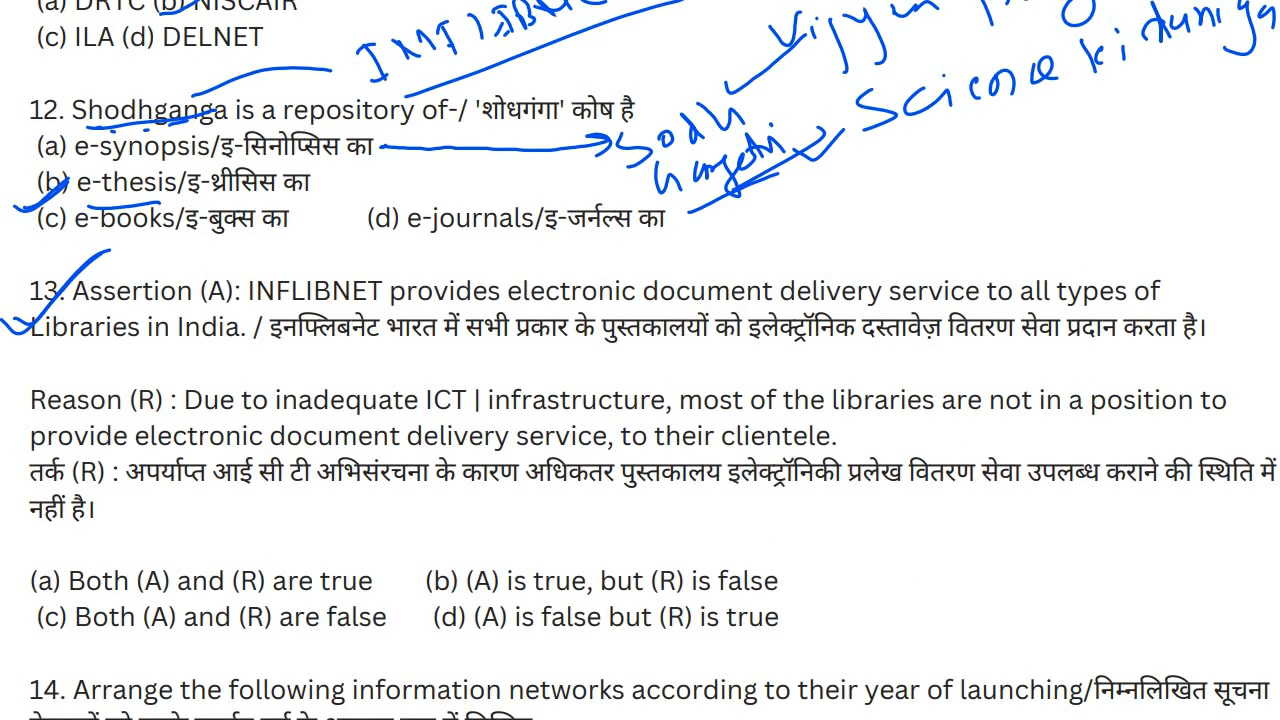 (a) DRTC (b) NISCAIR
(c) ILA (d) DELNET
12. Shodhganga is a repository of-/ 'शोधगंगा' कोष है
(a) e-synopsis/इ-सिनोप्सिस का
(b) e-thesis/इ-थ्रीसिस का
(c) e-books/इ-बुक्स का (d) e-journals/इ-जर्नल्स का
Science ki duniya
13. Assertion (A): INFLIBNET provides electronic document delivery service to all types of
Libraries in India. / इनफ्लिबनेट भारत में सभी प्रकार के पुस्तकालयों को इलेक्ट्रॉनिक दस्तावेज़ वितरण सेवा प्रदान करता है।
Reason (R) : Due to inadequate ICT | infrastructure, most of the libraries are not in a position to
provide electronic document delivery service, to their clientele.
तर्क (R) : अपर्याप्त आई सी टी अभिसंरचना के कारण अधिकतर पुस्तकालय इलेक्ट्रॉनिकी प्रलेख वितरण सेवा उपलब्ध कराने की स्थिति में
नहीं है।
(a) Both (A) and (R) are true (b) (A) is true, but (R) is false
(c) Both (A) and (R) are false (d) (A) is false but (R) is true
14. Arrange the following information networks according to their year of launching/निम्नलिखित सूचना